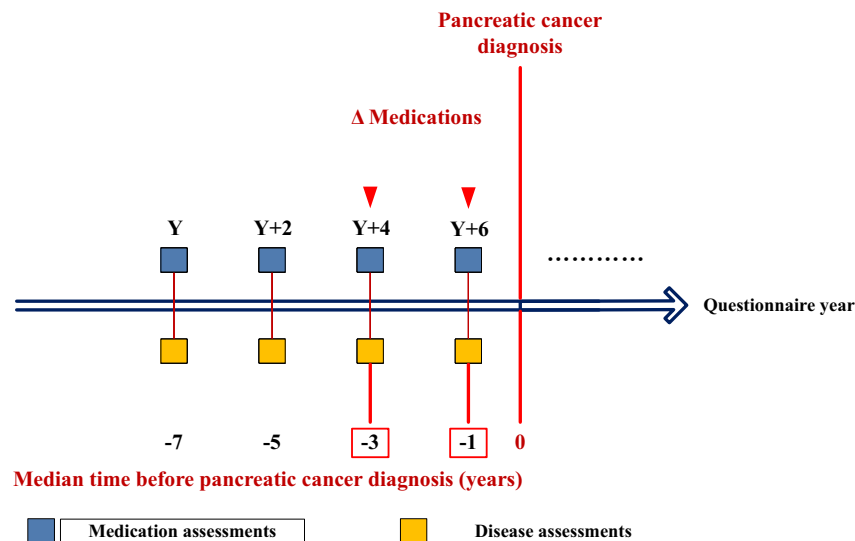 Pancreatic cancer
diagnosis
Δ Medications
Y Y+2 Y+4 Y+6
............
Questionnaire year
-7 -5 -3 -1 0
Median time before pancreatic cancer diagnosis (years)
Medication assessments Disease assessments